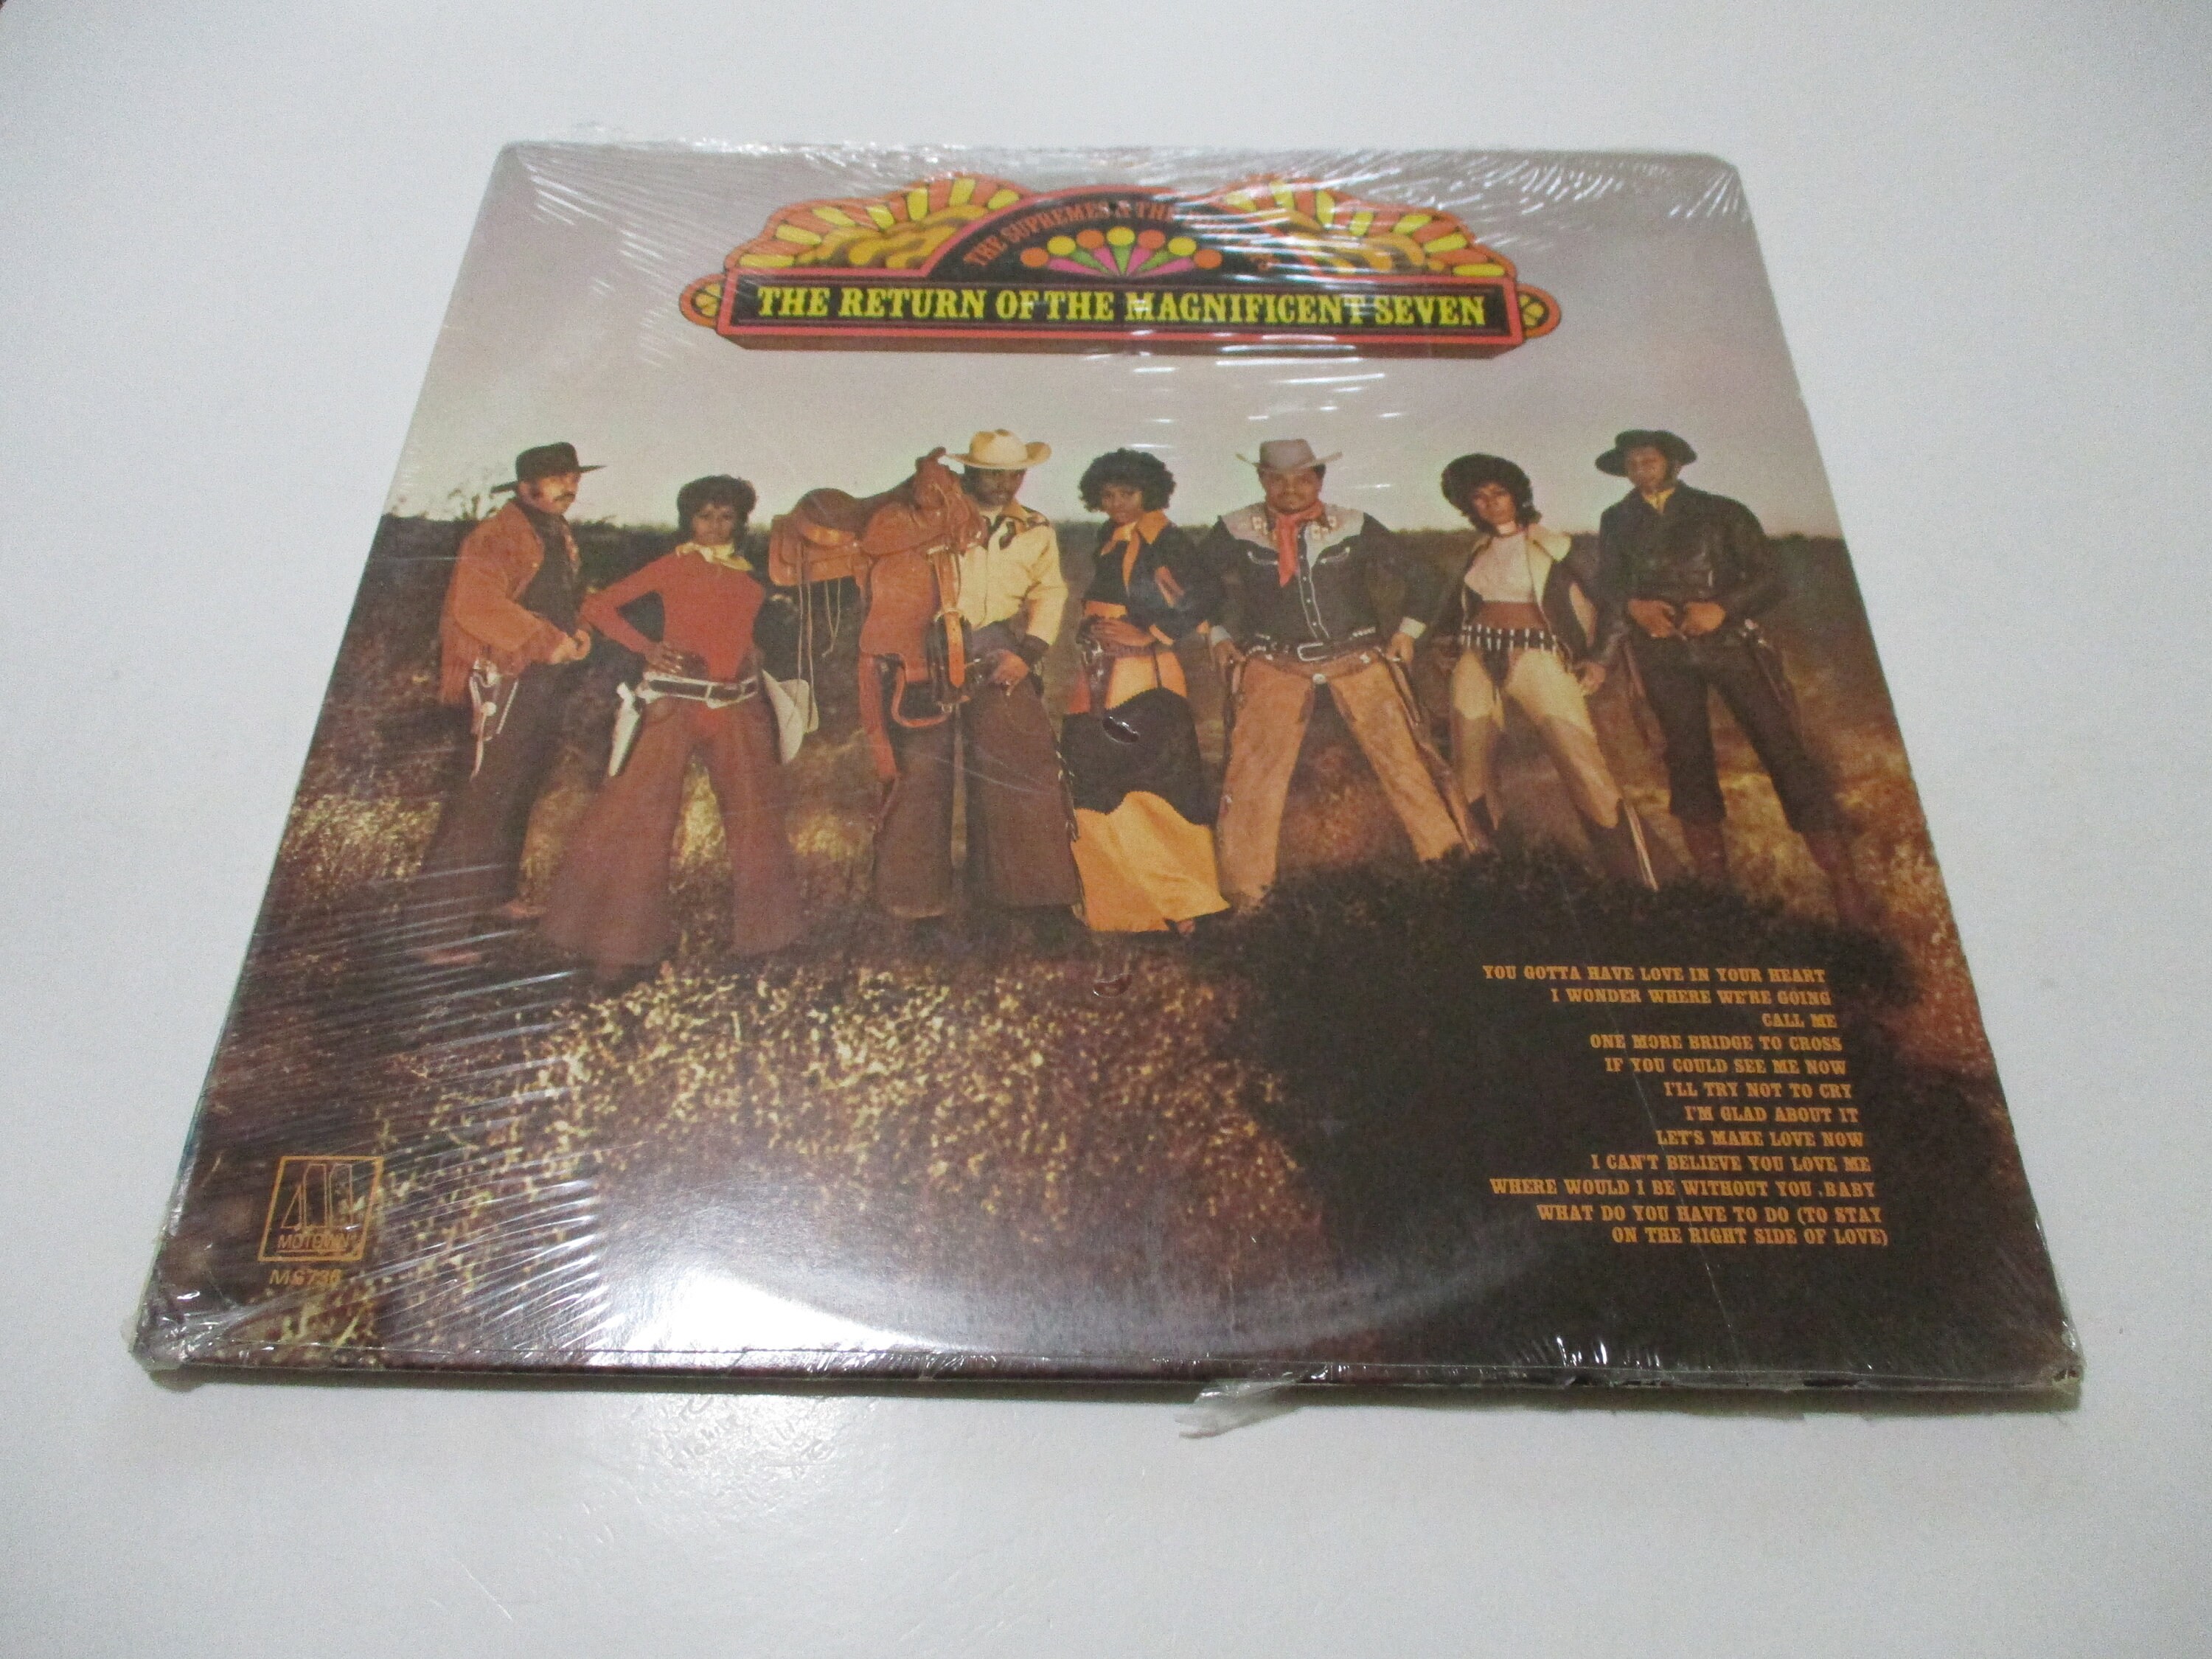 THE SUPREMES & THE
THE RETURN OF THE MAGNIFICENT SEVEN
YOU GOTTA HAVE LOVE IN YOUR HEART
I WONDER WHERE WE'RE GOING
CALL ME
ONE MORE BRIDGE TO CROSS
IF YOU COULD SEE ME NOW
I'LL TRY NOT TO CRY
I'M GLAD ABOUT IT
LET'S MAKE LOVE NOW
I CAN'T BELIEVE YOU LOVE ME
WHERE WOULD I BE WITHOUT YOU, BABY
WHAT DO YOU HAVE TO DO (TO STAY
ON THE RIGHT SIDE OF LOVE)
MOTOWN
MS736